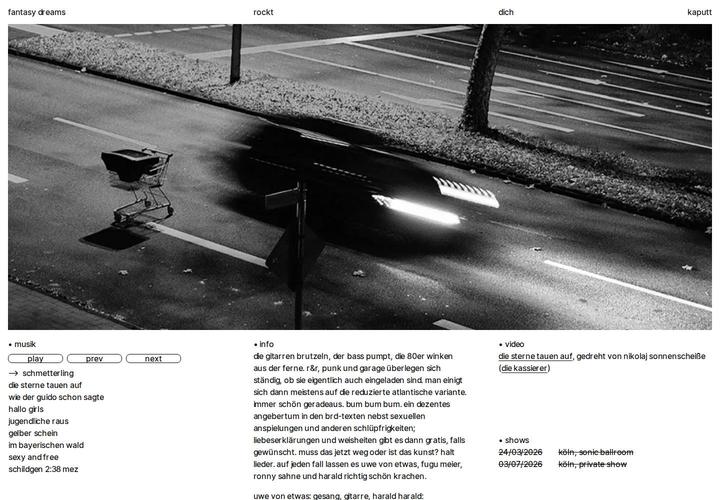 fantasy dreams
rockt
dich
kaputt
• musik
play
prev
next
--> schmetterling
die sterne tauen auf
wie der guido schon sagte
hallo girls
jugendliche raus
gelber schein
im bayerischen wald
sexy and free
schildgen 2:38 mez
• info
die gitarren brutzeln, der bass pumpt, die 80er winken
aus der ferne. r&r, punk und garage überlegen sich
ständig, ob sie eigentlich auch eingeladen sind. man einigt
sich dann meistens auf die reduzierte atlantische variante.
immer schön geradeaus. bum bum bum. ein dezentes
angebertum in den brd-texten nebst sexuellen
anspielungen und anderen schlüpfrigkeiten;
liebeserklärungen und weisheiten gibt es dann gratis, falls
gewünscht. muss das jetzt weg oder ist das kunst? halt
lieder. auf jeden fall lassen es uwe von etwas, fugu meier,
ronny sahne und harald richtig schön krachen.
uwe von etwas: gesang, gitarre, harald harald:
• video
die sterne tauen auf, gedreht von nikolaj sonnenscheiße
(die kassierer)
• shows
24/03/2026 köln, sonic ballroom
03/07/2026 köln, private show